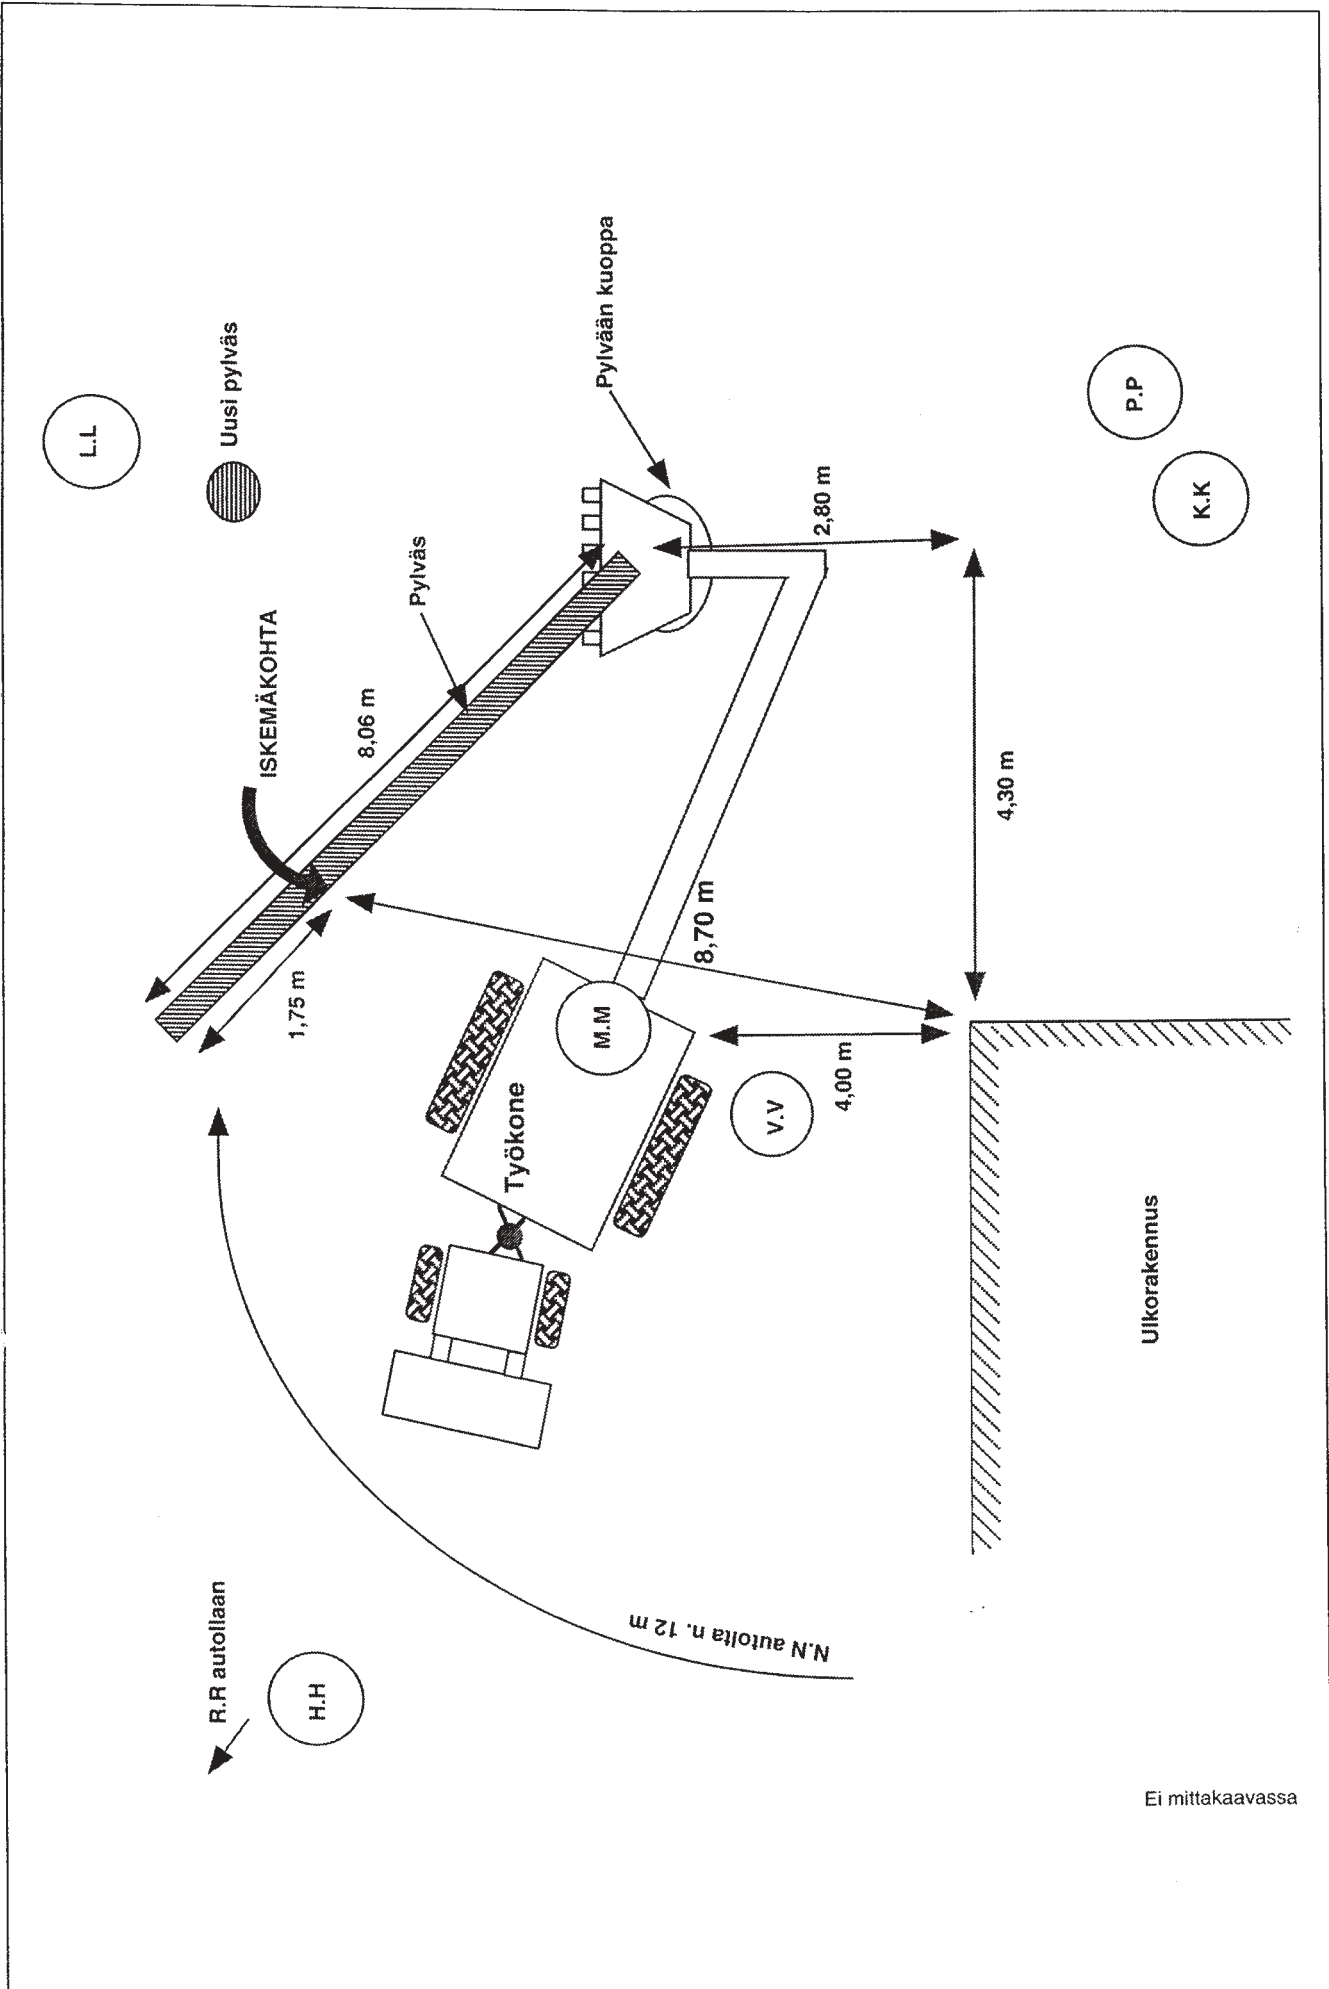 L.L
Uusi pylväs
Pylvään kuoppa
Pylväs
ISKEMÄKOHTA
8,06 m
1,75 m
2,80 m
P.P
K.K
4,30 m
8,70 m
M.M
Työkone
V.V
4,00 m
Ulkorakennus
N.N autolta n. 12 m
R.R autollaan
H.H
Ei mittakaavassa